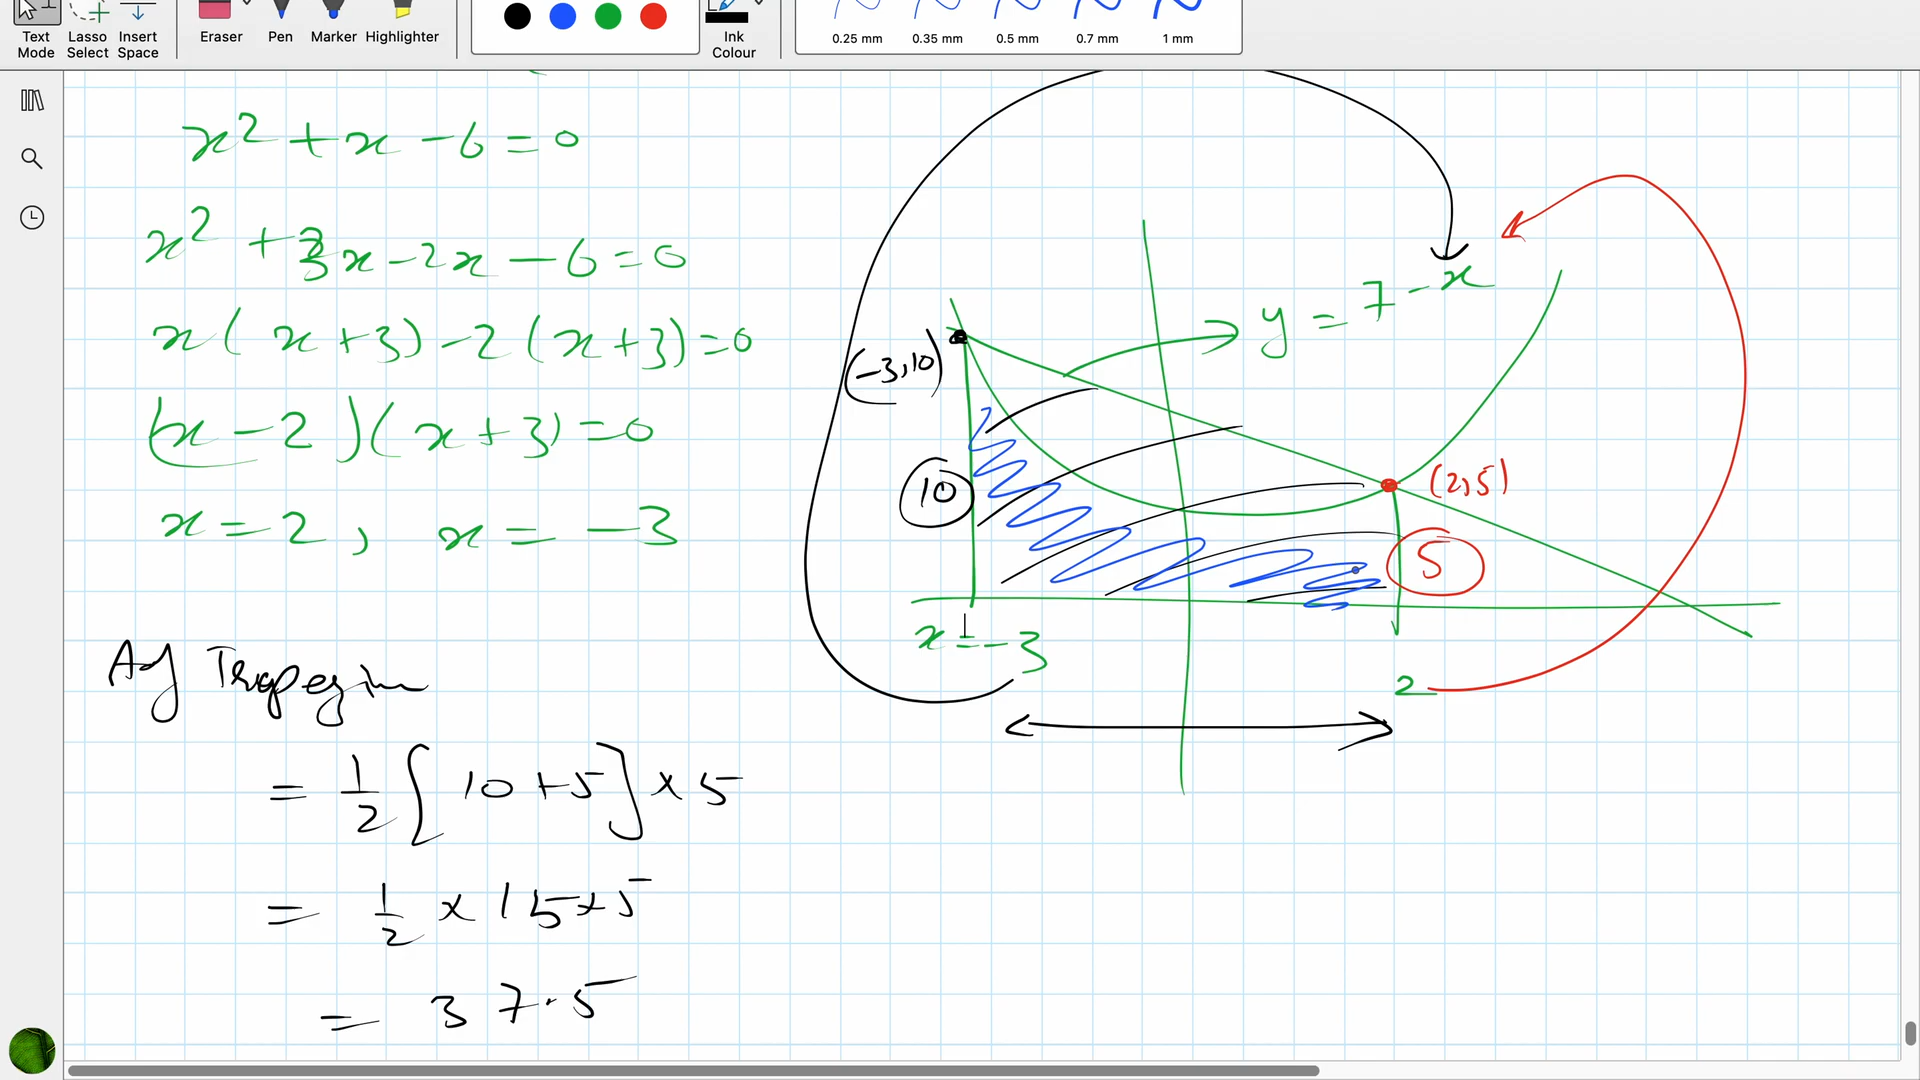 Text Mode
Lasso Select
Insert Space
Eraser
Pen
Marker
Highlighter
Ink Colour
0.25 mm
0.35 mm
0.5 mm
0.7 mm
1 mm
x² + x - 6 = 0
x² + 3x - 2x - 6 = 0
x(x+3) - 2(x+3) = 0
(x - 2)(x+3) = 0
x = 2, x = -3
= 1/2 [10+5] × 5
= 1/2 × 15 × 5
= 37.5
y = 7 - x
(-3,10)
10
(2,5)
5
x = -3
2